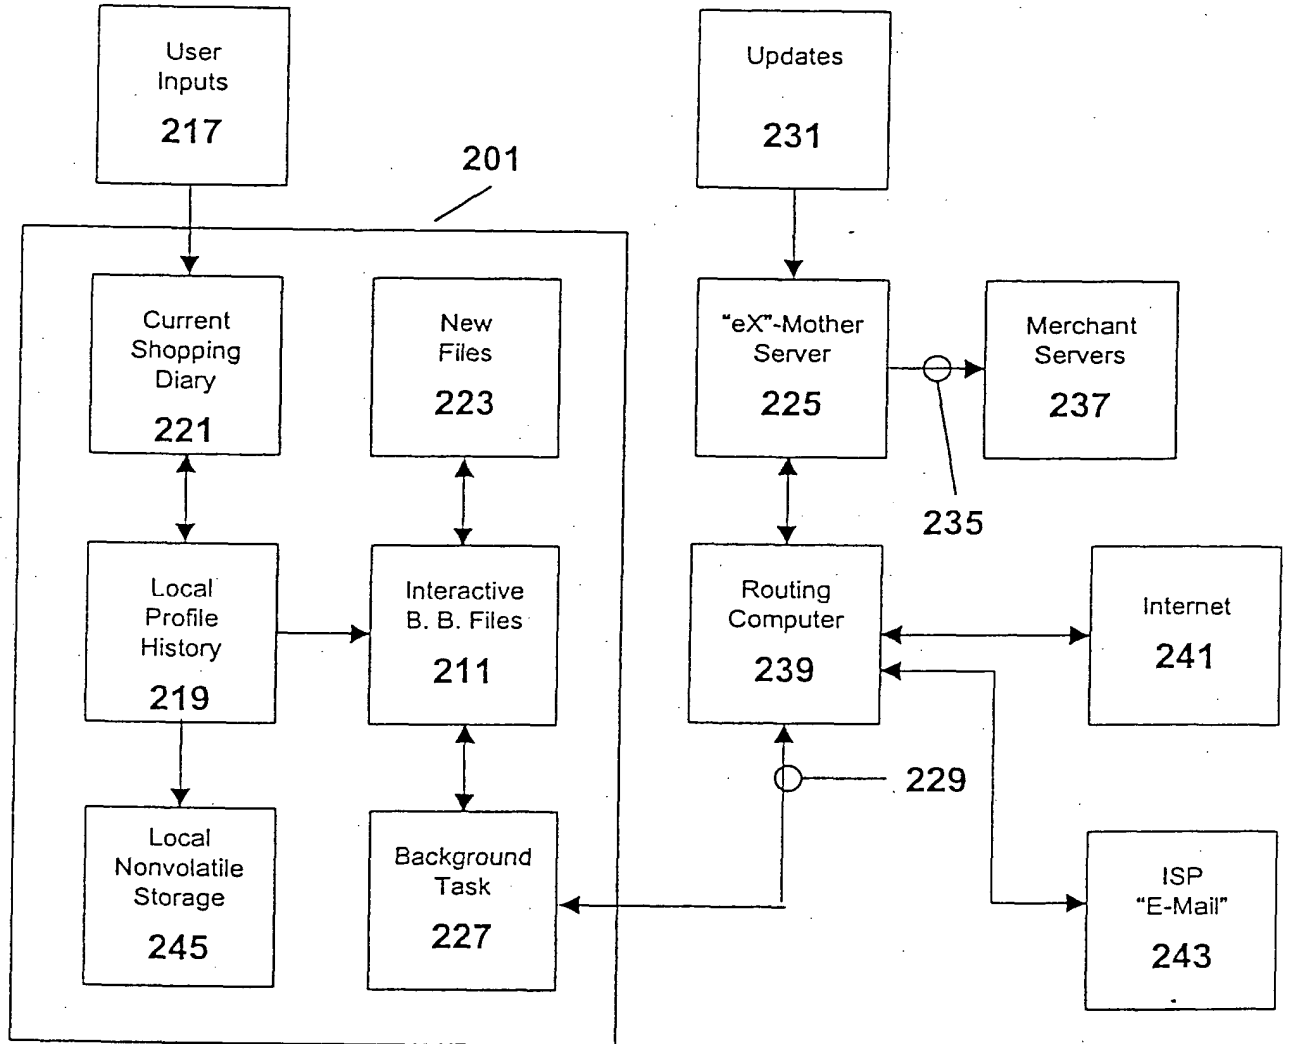 User
Inputs
217
Updates
231
201
Current
Shopping
Diary
221
New
Files
223
"eX"-Mother
Server
225
Merchant
Servers
237
235
Local
Profile
History
219
Interactive
B. B. Files
211
Routing
Computer
239
Internet
241
229
Local
Nonvolatile
Storage
245
Background
Task
227
ISP
"E-Mail"
243